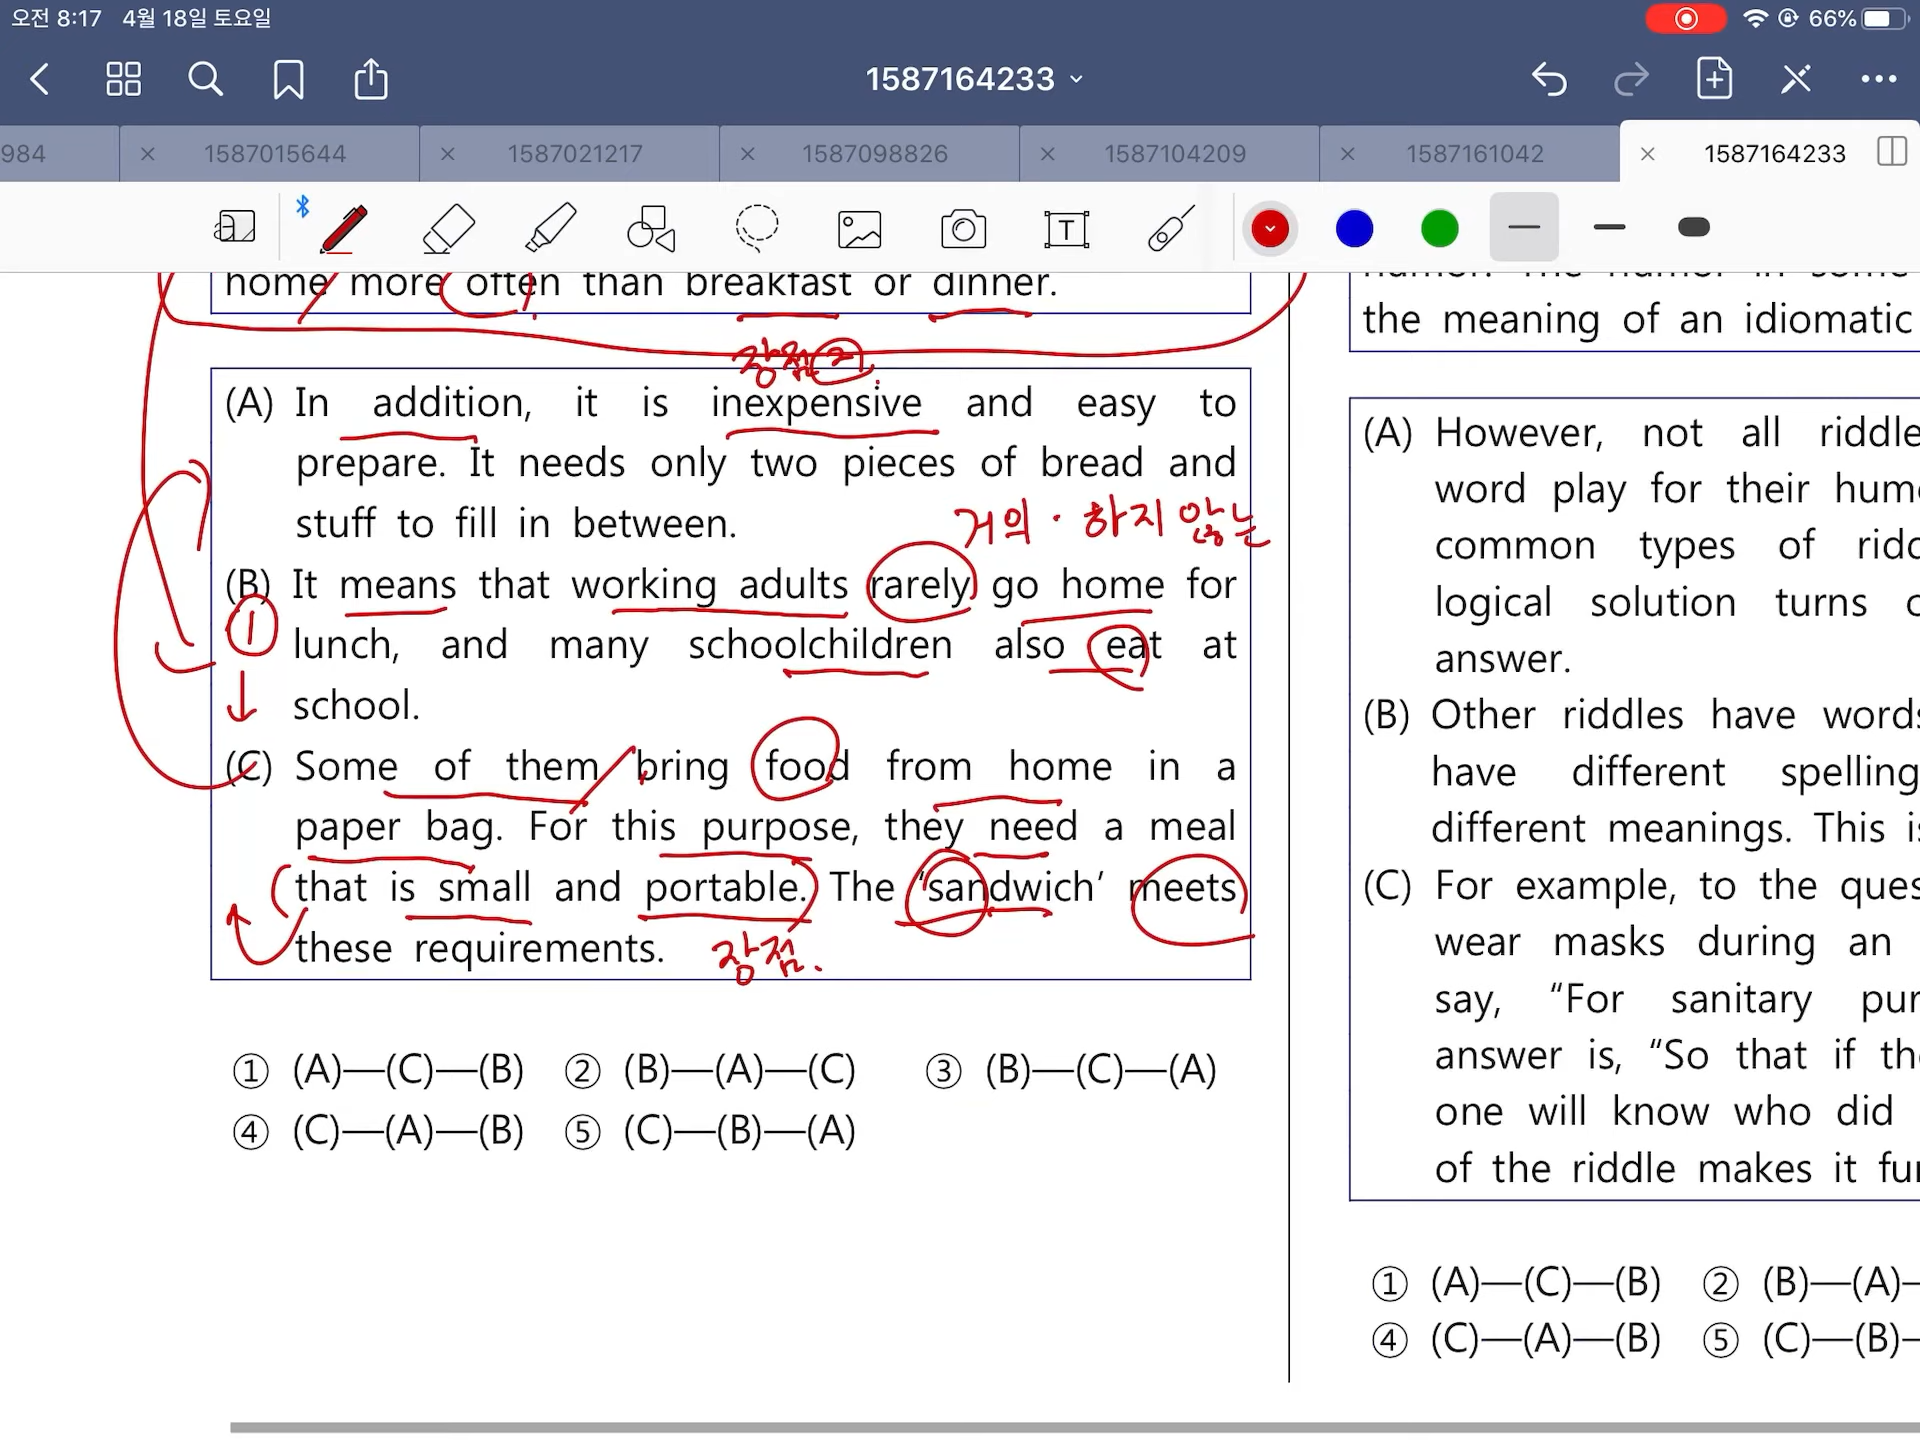 오전 8:17 4월 18일 토요일
66%
1587164233
984
1587015644
1587021217
1587098826
1587104209
1587161042
1587164233
home more often than breakfast or dinner.
장점②.
(A) In addition, it is inexpensive and easy to
prepare. It needs only two pieces of bread and
stuff to fill in between.
거의 · 하지 않는
(B) It means that working adults rarely go home for
①
lunch, and many schoolchildren also eat at
school.
(C) Some of them bring food from home in a
paper bag. For this purpose, they need a meal
that is small and portable. The ‘sandwich’ meets
these requirements.
장점.
① (A)—(C)—(B) ② (B)—(A)—(C) ③ (B)—(C)—(A)
④ (C)—(A)—(B) ⑤ (C)—(B)—(A)
the meaning of an idiomatic
(A) However, not all riddle
word play for their hum
common types of ridd
logical solution turns
answer.
(B) Other riddles have words
have different spelling
different meanings. This is
(C) For example, to the ques
wear masks during an
say, “For sanitary pur
answer is, “So that if the
one will know who did
of the riddle makes it fu
① (A)—(C)—(B) ② (B)—(A)—
④ (C)—(A)—(B) ⑤ (C)—(B)—